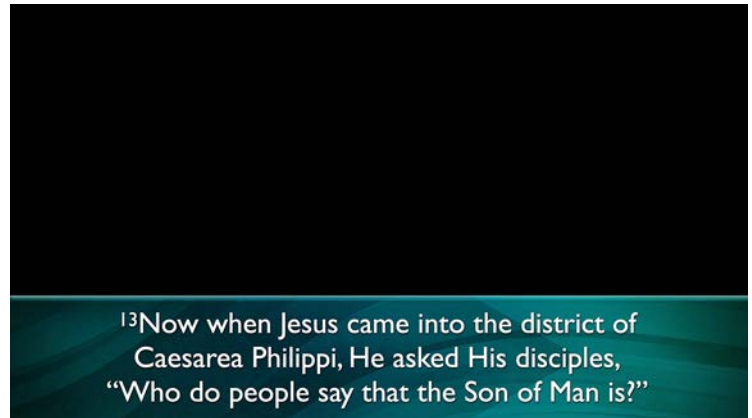 ¹³Now when Jesus came into the district of
Caesarea Philippi, He asked His disciples,
“Who do people say that the Son of Man is?”